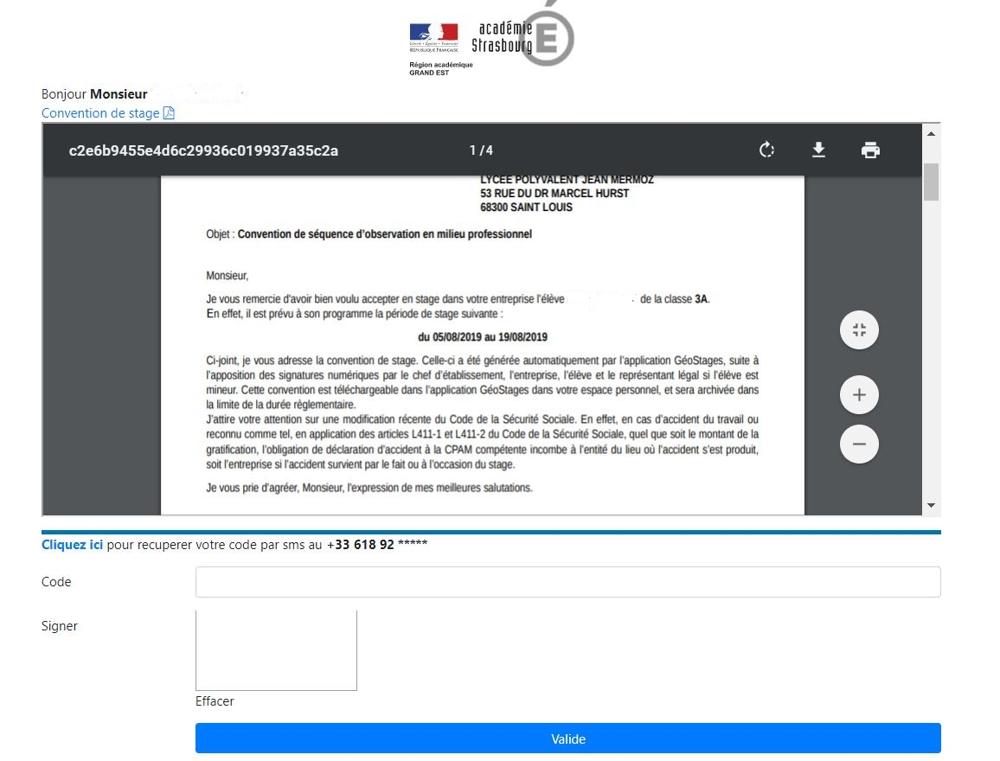 académie
Strasbourg
É
Liberté • Égalité • Fraternité
RÉPUBLIQUE FRANÇAISE
Région académique
GRAND EST
Bonjour Monsieur
Convention de stage
c2e6b9455e4d6c29936c019937a35c2a
1 / 4
LYCEE POLYVALENT JEAN MERMOZ
53 RUE DU DR MARCEL HURST
68300 SAINT LOUIS
Objet : Convention de séquence d'observation en milieu professionnel
Monsieur,
Je vous remercie d'avoir bien voulu accepter en stage dans votre entreprise l'élève de la classe 3A.
En effet, il est prévu à son programme la période de stage suivante :
du 05/08/2019 au 19/08/2019
Ci-joint, je vous adresse la convention de stage. Celle-ci a été générée automatiquement par l'application GéoStages, suite à
l'apposition des signatures numériques par le chef d'établissement, l'entreprise, l'élève et le représentant légal si l'élève est
mineur. Cette convention est téléchargeable dans l'application GéoStages dans votre espace personnel, et sera archivée dans
la limite de la durée règlementaire.
J'attire votre attention sur une modification récente du Code de la Sécurité Sociale. En effet, en cas d'accident du travail ou
reconnu comme tel, en application des articles L411-1 et L411-2 du Code de la Sécurité Sociale, quel que soit le montant de la
gratification, l'obligation de déclaration d'accident à la CPAM compétente incombe à l'entité du lieu où l'accident s'est produit,
soit l'entreprise si l'accident survient par le fait ou à l'occasion du stage.
Je vous prie d'agréer, Monsieur, l'expression de mes meilleures salutations.
Cliquez ici pour recuperer votre code par sms au +33 618 92 *****
Code
Signer
Effacer
Valide